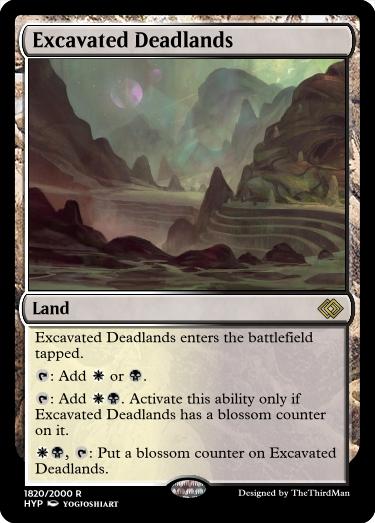 Excavated Deadlands
Land
Excavated Deadlands enters the battlefield
tapped.
: Add or .
: Add . Activate this ability only if
Excavated Deadlands has a blossom counter
on it.
, : Put a blossom counter on Excavated
Deadlands.
1820/2000 R
HYP YOGFOSHIART
Designed by TheThirdMan